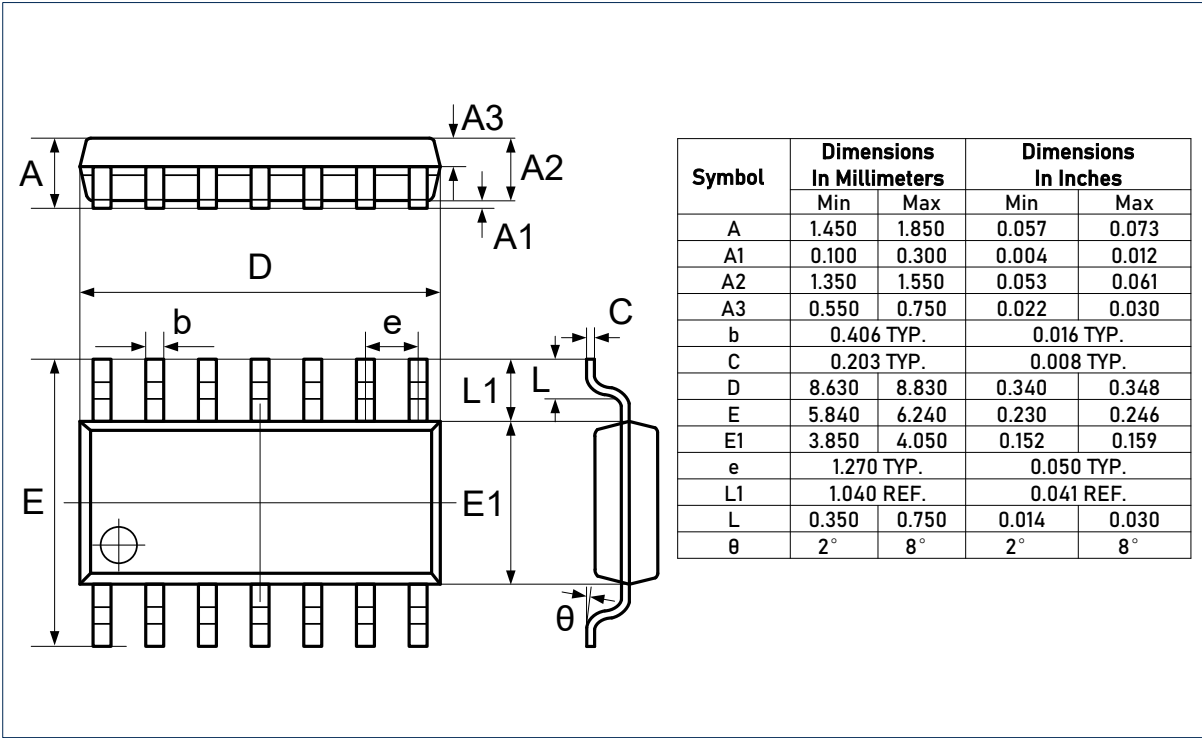 A
A3
A2
A1
D
b
e
C
L1
L
E
E1
θ
Symbol Dimensions In Millimeters Dimensions In Inches
Min Max Min Max
A 1.450 1.850 0.057 0.073
A1 0.100 0.300 0.004 0.012
A2 1.350 1.550 0.053 0.061
A3 0.550 0.750 0.022 0.030
b 0.406 TYP. 0.016 TYP.
C 0.203 TYP. 0.008 TYP.
D 8.630 8.830 0.340 0.348
E 5.840 6.240 0.230 0.246
E1 3.850 4.050 0.152 0.159
e 1.270 TYP. 0.050 TYP.
L1 1.040 REF. 0.041 REF.
L 0.350 0.750 0.014 0.030
θ 2° 8° 2° 8°